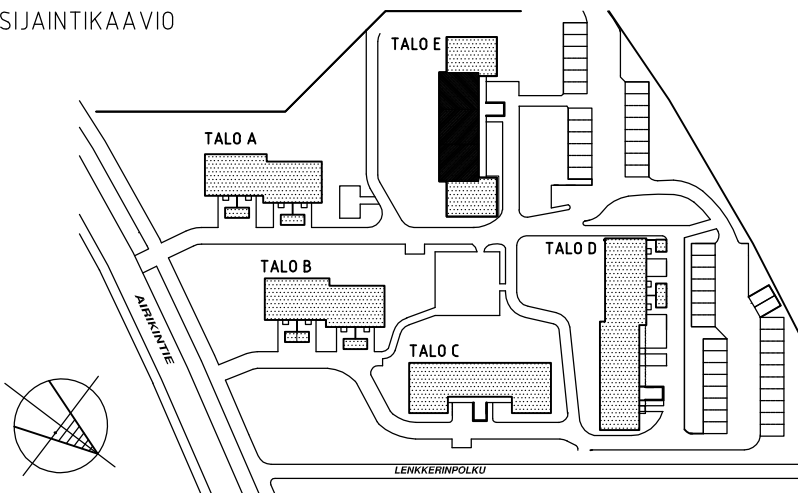 SIJAINTIKAAVIO
TALO E
TALO A
TALO D
TALO B
AIRIKINTIE
TALO C
LENKKERINPOLKU